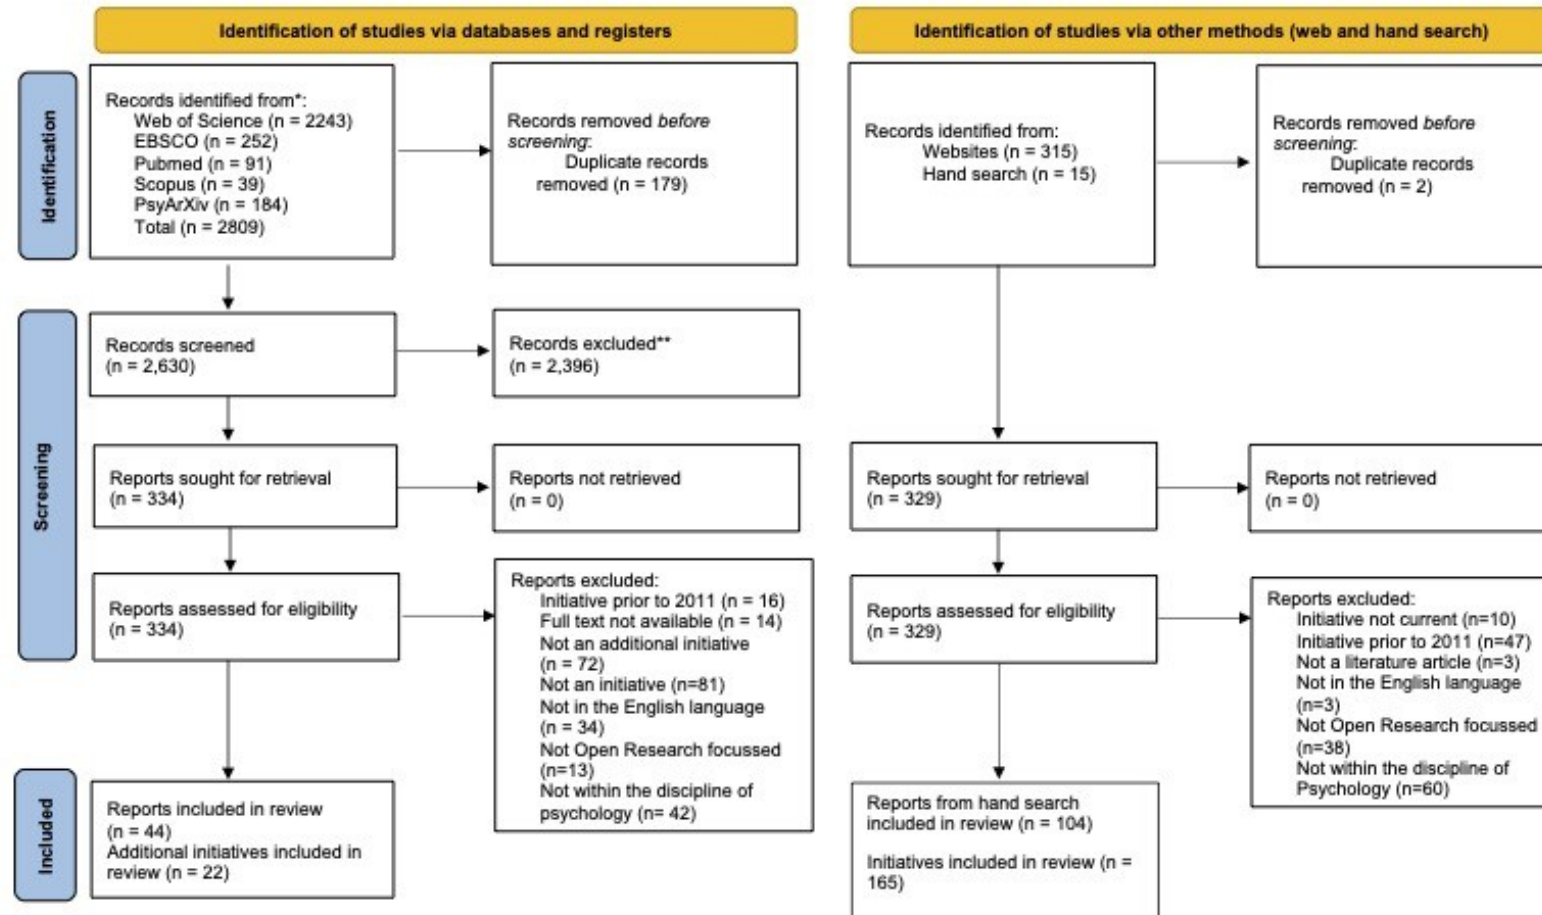 Identification of studies via databases and registers
Identification of studies via other methods (web and hand search)
Identification
Records identified from*:
Web of Science (n = 2243)
EBSCO (n = 252)
Pubmed (n = 91)
Scopus (n = 39)
PsyArXiv (n = 184)
Total (n = 2809)
Records removed before
screening:
Duplicate records
removed (n = 179)
Records identified from:
Websites (n = 315)
Hand search (n = 15)
Records removed before
screening:
Duplicate records
removed (n = 2)
Screening
Records screened
(n = 2,630)
Records excluded**
(n = 2,396)
Reports sought for retrieval
(n = 334)
Reports not retrieved
(n = 0)
Reports sought for retrieval
(n = 329)
Reports not retrieved
(n = 0)
Reports assessed for eligibility
(n = 334)
Reports excluded:
Initiative prior to 2011 (n = 16)
Full text not available (n = 14)
Not an additional initiative
(n = 72)
Not an initiative (n=81)
Not in the English language
(n = 34)
Not Open Research focussed
(n=13)
Not within the discipline of
psychology (n= 42)
Reports assessed for eligibility
(n = 329)
Reports excluded:
Initiative not current (n=10)
Initiative prior to 2011 (n=47)
Not a literature article (n=3)
Not in the English language
(n=3)
Not Open Research focussed
(n=38)
Not within the discipline of
Psychology (n=60)
Included
Reports included in review
(n = 44)
Additional initiatives included in
review (n = 22)
Reports from hand search
included in review (n = 104)
Initiatives included in review (n =
165)